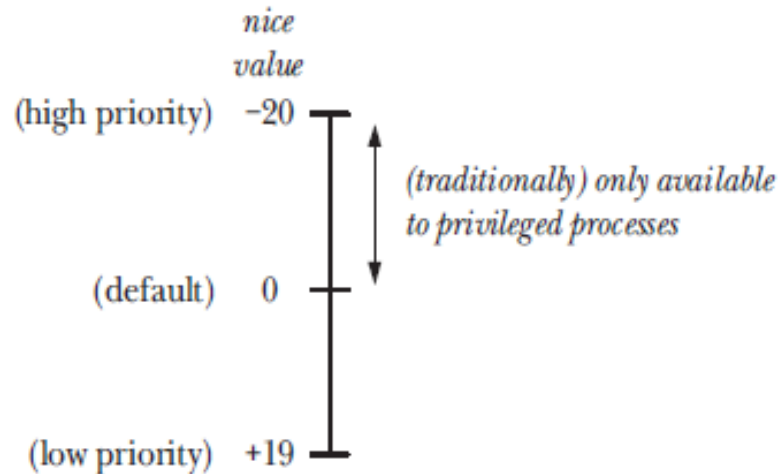 nice
value
(high priority) −20
(traditionally) only available
to privileged processes
(default) 0
(low priority) +19